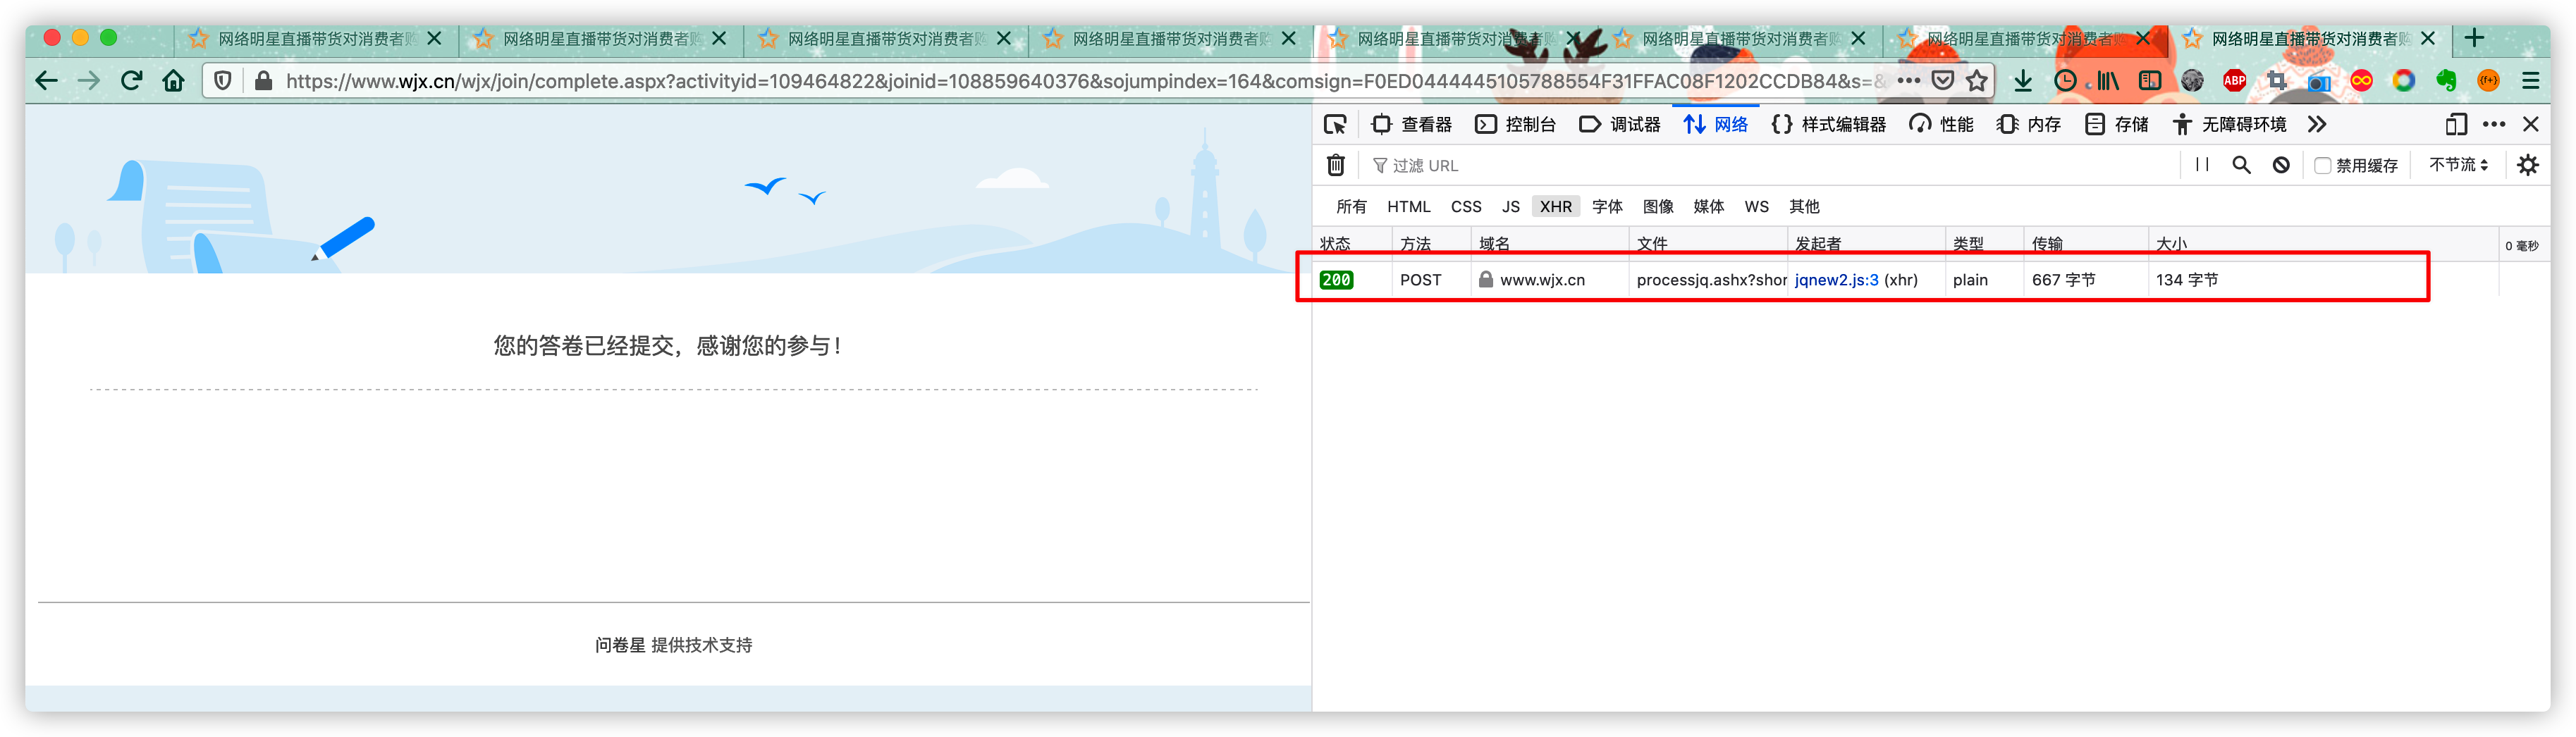 网络明星直播带货对消费者购
网络明星直播带货对消费者购
网络明星直播带货对消费者购
网络明星直播带货对消费者购
网络明星直播带货对消费者购
网络明星直播带货对消费者购
网络明星直播带货对消费者购
网络明星直播带货对消费者购
https://www.wjx.cn/wjx/join/complete.aspx?activityid=109464822&joinid=108859640376&sojumpindex=164&comsign=F0ED0444445105788554F31FFAC08F1202CCDB84&s=&
ABP
{f+}
查看器 控制台 调试器 网络 {} 样式编辑器 性能 内存 存储 无障碍环境
过滤 URL
禁用缓存 不节流
所有 HTML CSS JS XHR 字体 图像 媒体 WS 其他
状态 方法 域名 文件 发起者 类型 传输 大小 0 毫秒
200 POST www.wjx.cn processjq.ashx?shor jqnew2.js:3 (xhr) plain 667 字节 134 字节
您的答卷已经提交，感谢您的参与！
问卷星 提供技术支持